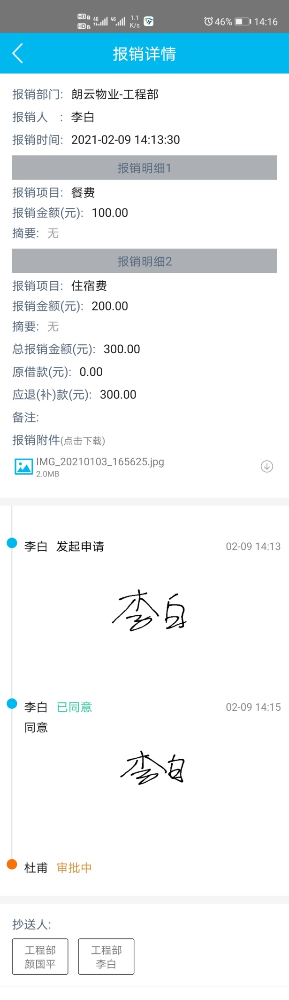 HD 1 4G 4G 1.1 46% 14:16
HD 2 K/s
报销详情
报销部门: 朗云物业-工程部
报销人 : 李白
报销时间: 2021-02-09 14:13:30
报销明细1
报销项目: 餐费
报销金额(元): 100.00
摘要: 无
报销明细2
报销项目: 住宿费
报销金额(元): 200.00
摘要: 无
总报销金额(元): 300.00
原借款(元): 0.00
应退(补)款(元): 300.00
备注:
报销附件(点击下载)
IMG_20210103_165625.jpg
2.0MB
李白 发起申请 02-09 14:13
李白
李白 已同意 02-09 14:15
同意
李白
杜甫 审批中
抄送人:
工程部 工程部
颜国平 李白